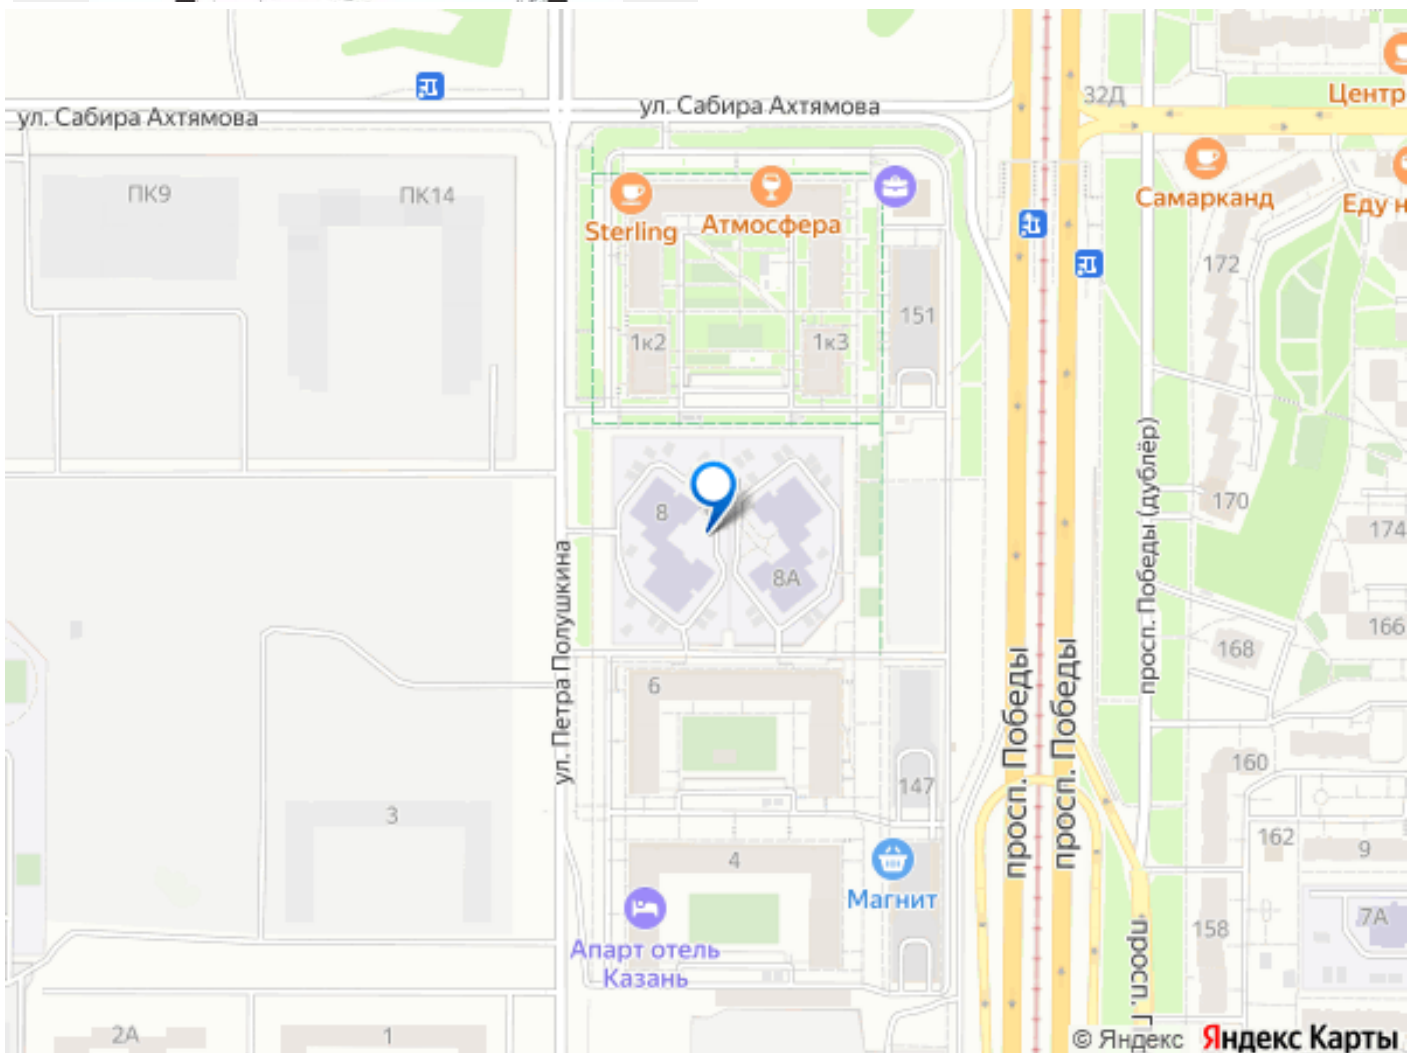 ул. Сабира Ахтямова
ул. Сабира Ахтямова
32Д
Центр
ПК9
ПК14
Sterling
Атмосфера
Самарканд
Еду н
172
151
1к2
1к3
просп. Победы (дублёр)
170
174
8
8А
ул. Петра Полушкина
166
168
6
просп. Победы
просп. Победы
160
147
3
162
9
4
Магнит
7А
158
Апарт отель
Казань
просп. Г
2А
1
© Яндекс Яндекс Карты